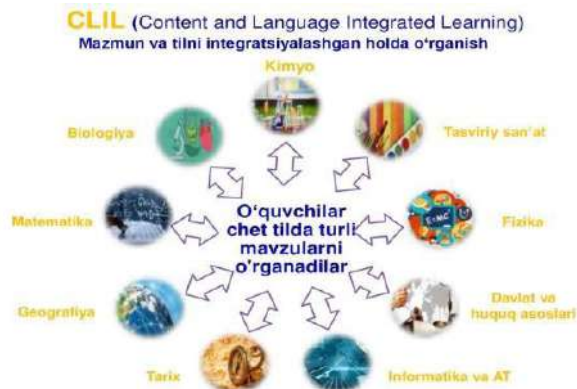 CLIL (Content and Language Integrated Learning)
Mazmun va tilni integratsiyalashgan holda o‘rganish
Kimyo
Biologiya
Tasviriy san’at
Matematika
O‘quvchilar
chet tilda turli
mavzularni
o‘rganadilar
Fizika
E=MC²
Geografiya
Davlat va
huquq asoslari
Tarix
Informatika va AT